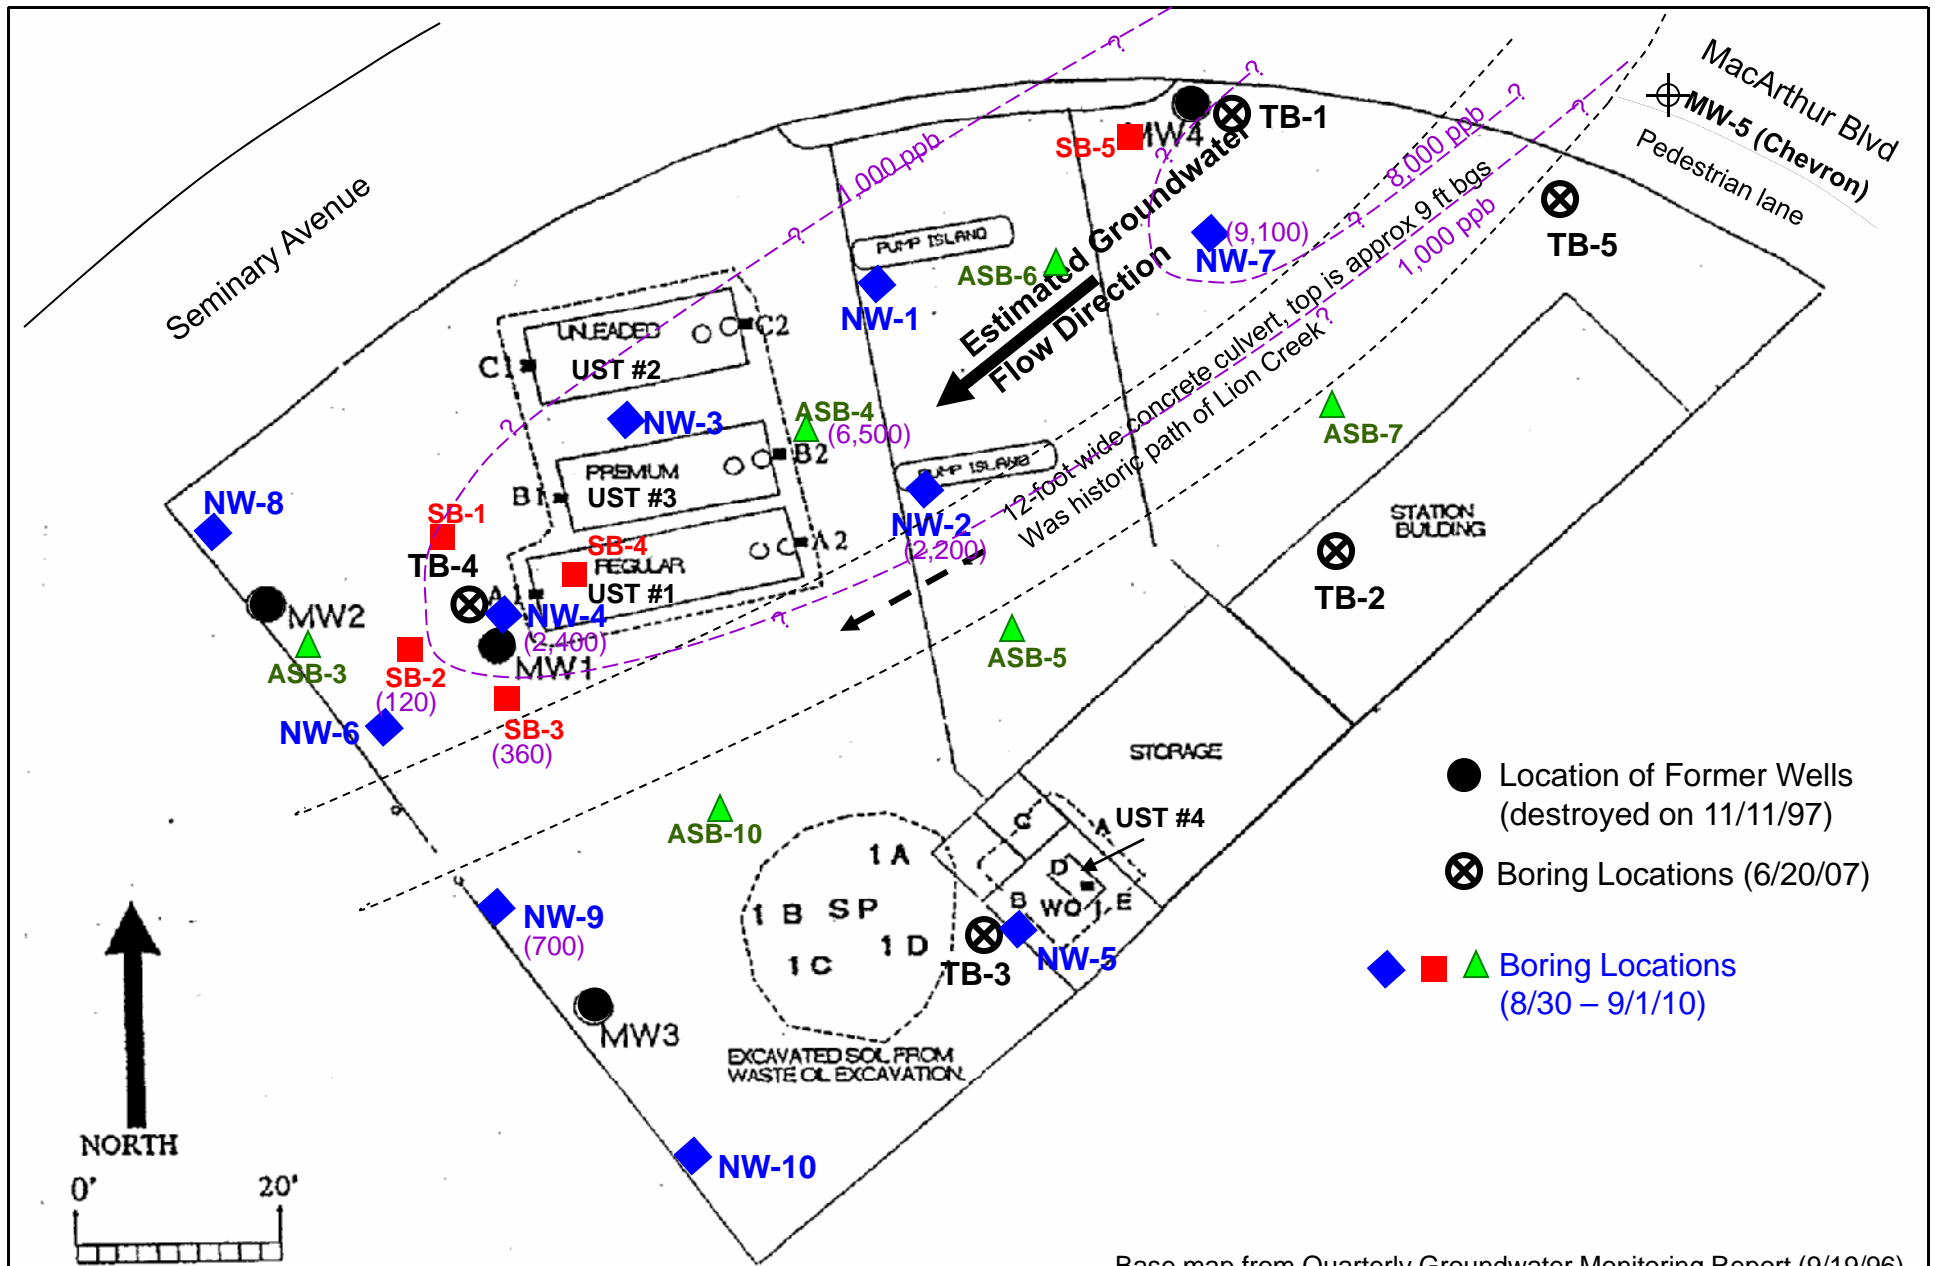 MacArthur Blvd
MW-5 (Chevron)
Pedestrian lane
Seminary Avenue
1,000 ppb
?
?
?
?
?
?
?
?
?
?
?
8,000 ppb
1,000 ppb
MW4
TB-1
SB-5
TB-5
(9,100)
NW-7
PUMP ISLAND
ASB-6
NW-1
Estimated Groundwater
Flow Direction
12-foot wide concrete culvert, top is approx 9 ft bgs
Was historic path of Lion Creek
UNLEADED
UST #2
C1
C2
NW-3
ASB-4
(6,500)
PREMIUM
UST #3
B1
B2
PUMP ISLAND
NW-2
(2,200)
ASB-7
STATION
BUILDING
TB-2
NW-8
SB-1
TB-4
SB-4
REGULAR
UST #1
A1
A2
NW-4
(2,400)
MW1
MW2
ASB-3
SB-2
(120)
NW-6
SB-3
(360)
ASB-5
ASB-10
STORAGE
UST #4
C
A
D
B
WO
E
1 A
1 B
SP
1 C
1 D
TB-3
NW-5
NW-9
(700)
MW3
EXCAVATED SOL FROM
WASTE OIL EXCAVATION.
NW-10
NORTH
0'
20'
Location of Former Wells
(destroyed on 11/11/97)
Boring Locations (6/20/07)
Boring Locations
(8/30 – 9/1/10)
Base map from Quarterly Groundwater Monitoring Report (9/19/96)